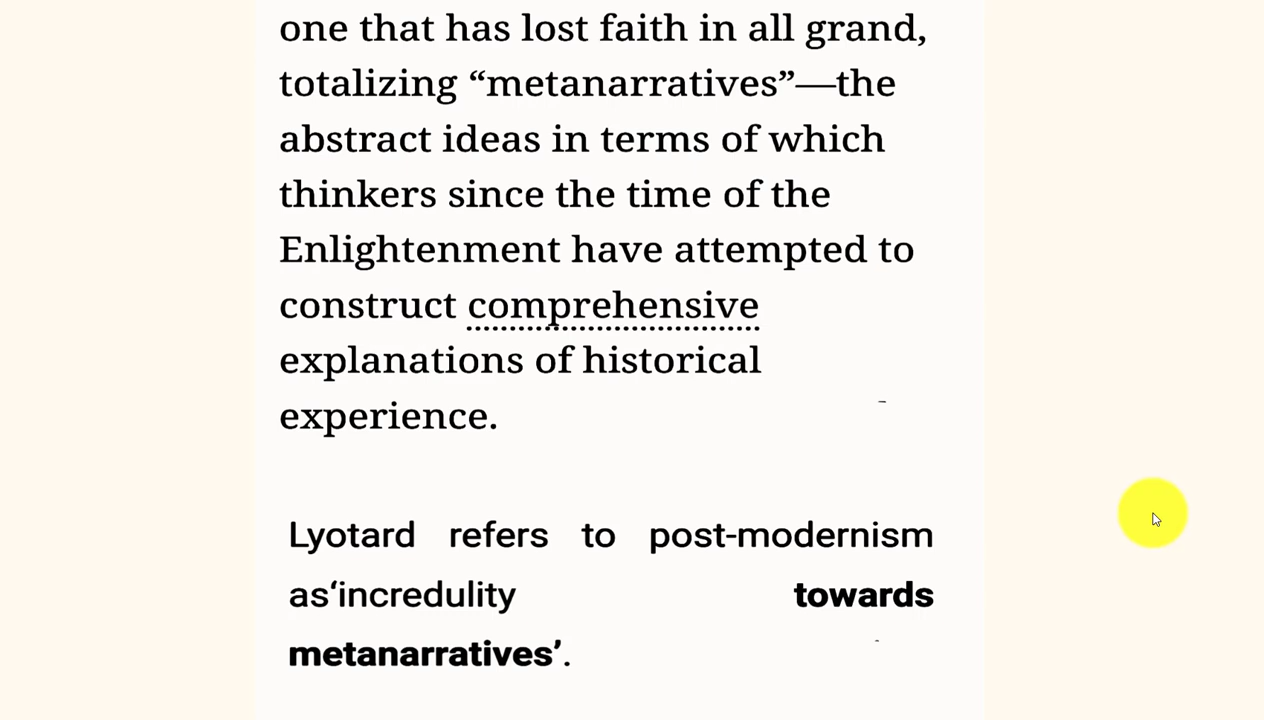 one that has lost faith in all grand,
totalizing “metanarratives”—the
abstract ideas in terms of which
thinkers since the time of the
Enlightenment have attempted to
construct comprehensive
explanations of historical
experience.
Lyotard refers to post-modernism
as‘incredulity towards
metanarratives’.